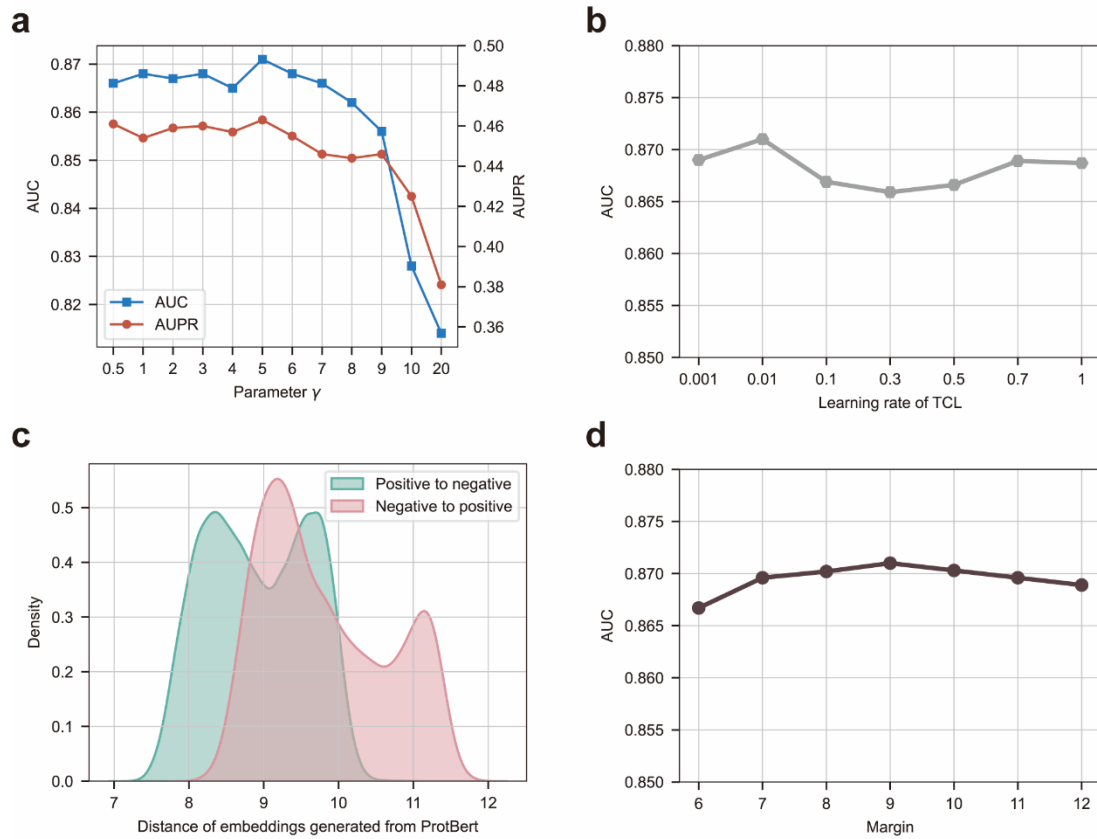 a
0.87
0.86
0.85
0.84
0.83
0.82
AUC
0.50
0.48
0.46
0.44
0.42
0.40
0.38
0.36
AUPR
AUC
AUPR
0.5 1 2 3 4 5 6 7 8 9 10 20
Parameter γ
b
0.880
0.875
0.870
0.865
0.860
0.855
0.850
AUC
0.001 0.01 0.1 0.3 0.5 0.7 1
Learning rate of TCL
c
0.5
0.4
0.3
0.2
0.1
0.0
Density
Positive to negative
Negative to positive
7 8 9 10 11 12
Distance of embeddings generated from ProtBert
d
0.880
0.875
0.870
0.865
0.860
0.855
0.850
AUC
6 7 8 9 10 11 12
Margin